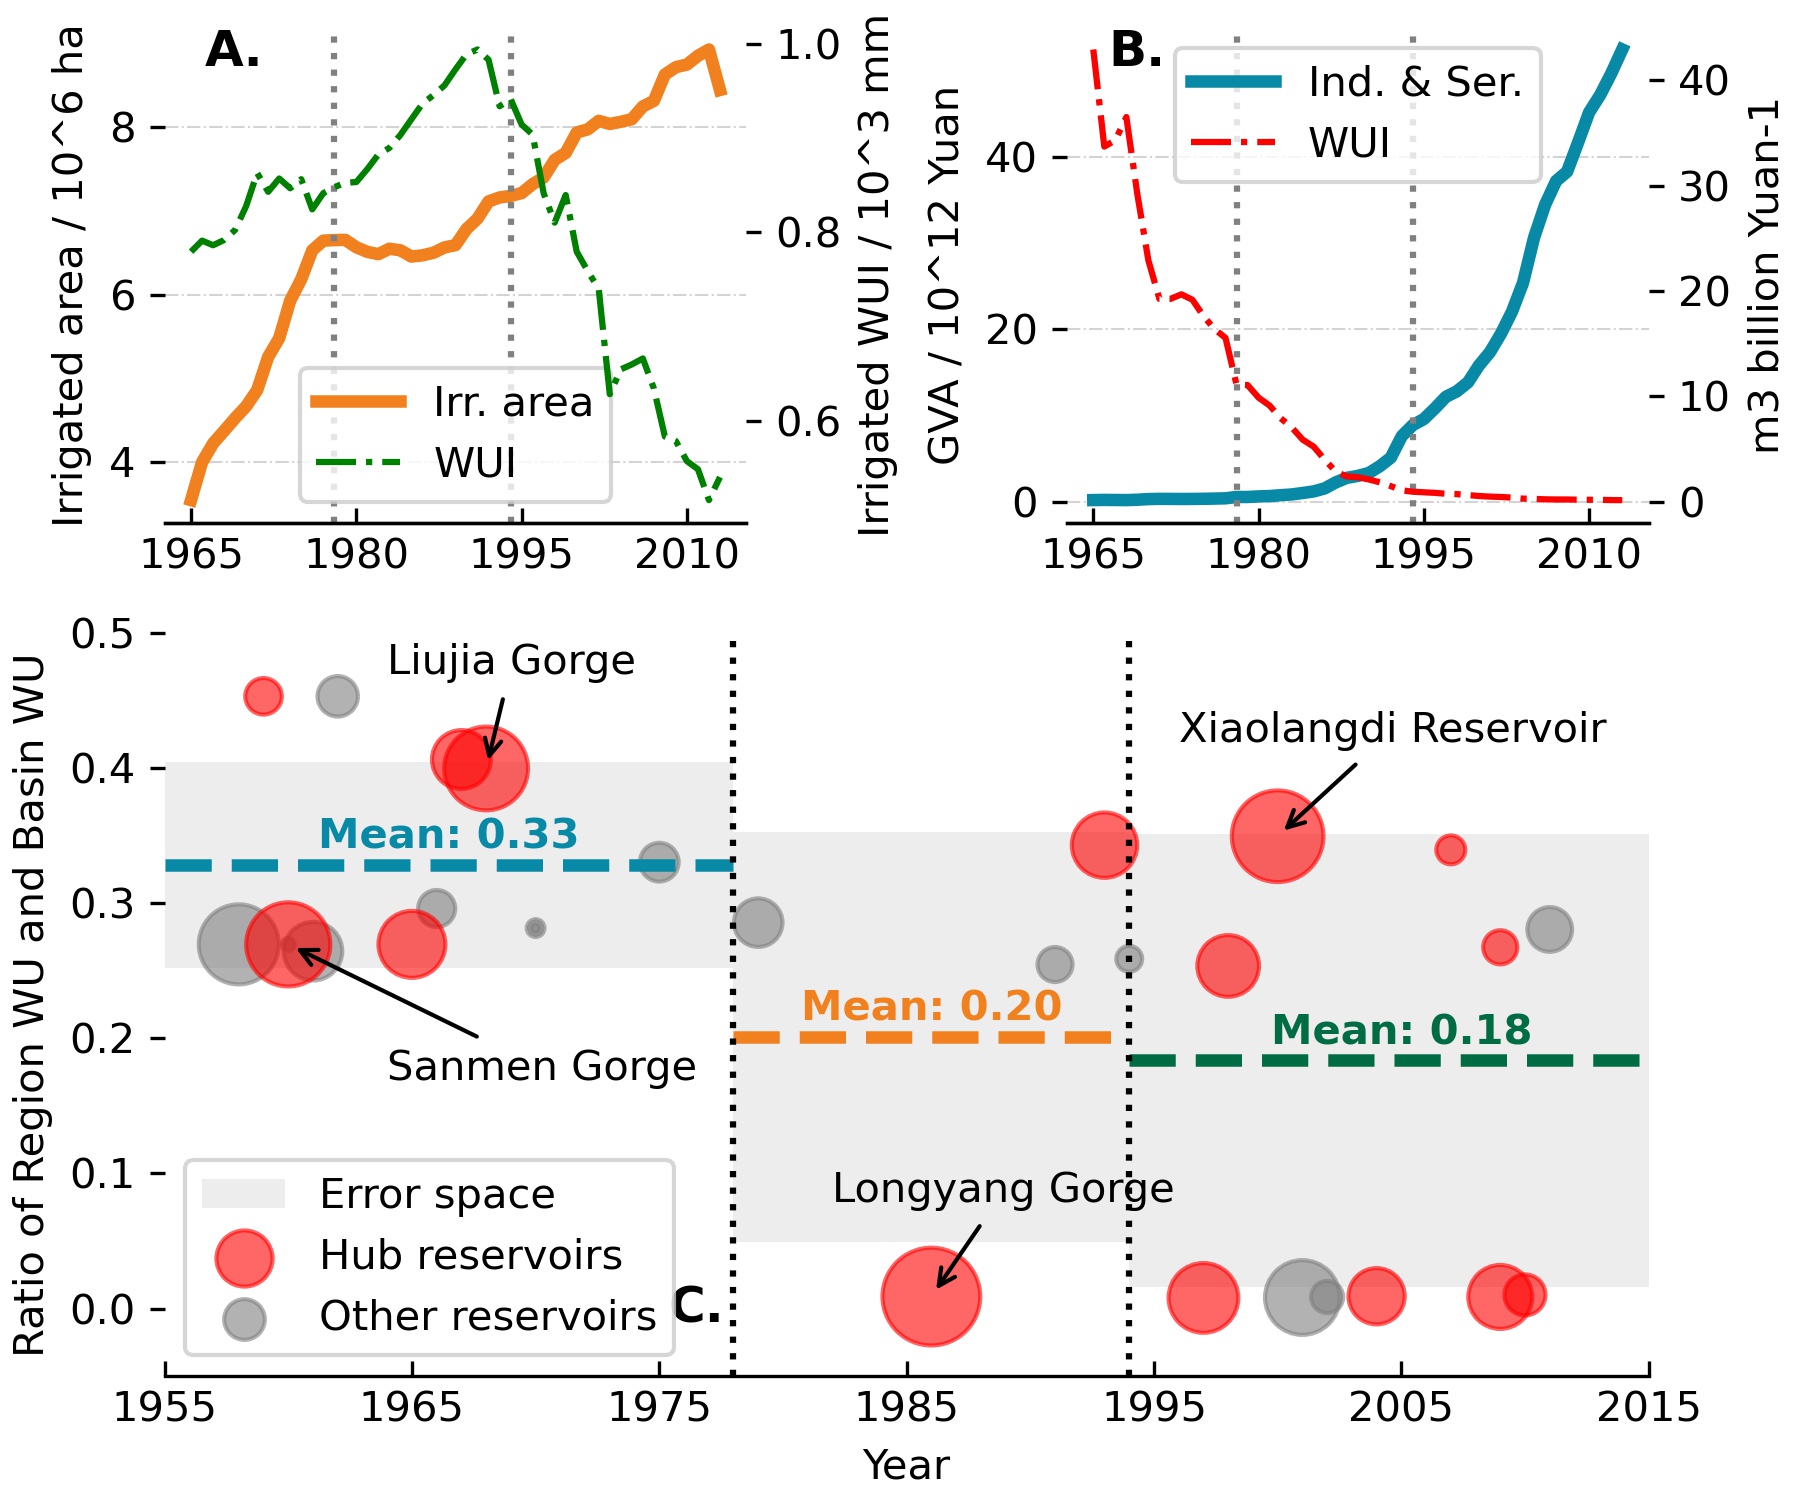 A.
Irrigated area / 10^6 ha
8
6
4
1.0
0.8
0.6
Irrigated WUI / 10^3 mm
Irr. area
WUI
1965
1980
1995
2010
B.
GVA / 10^12 Yuan
40
20
0
40
30
20
10
0
m3 billion Yuan-1
Ind. & Ser.
WUI
1965
1980
1995
2010
Ratio of Region WU and Basin WU
0.5
0.4
0.3
0.2
0.1
0.0
Liujia Gorge
Xiaolangdi Reservoir
Mean: 0.33
Mean: 0.20
Mean: 0.18
Sanmen Gorge
Longyang Gorge
Error space
Hub reservoirs
Other reservoirs
C.
1955
1965
1975
1985
1995
2005
2015
Year